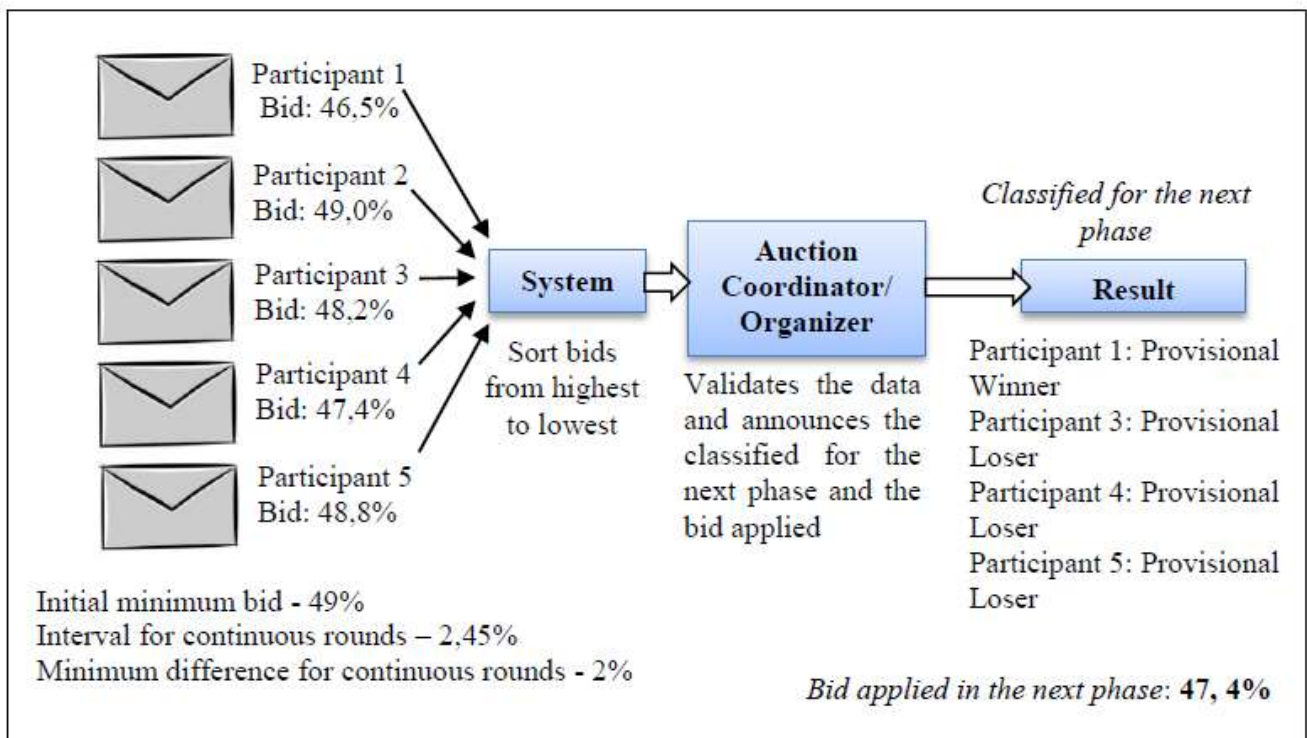 Participant 1
Bid: 46,5%
Participant 2
Bid: 49,0%
Participant 3
Bid: 48,2%
Participant 4
Bid: 47,4%
Participant 5
Bid: 48,8%
System
Sort bids
from highest
to lowest
Auction
Coordinator/
Organizer
Validates the data
and announces the
classified for the
next phase and the
bid applied
Classified for the next
phase
Result
Participant 1: Provisional
Winner
Participant 3: Provisional
Loser
Participant 4: Provisional
Loser
Participant 5: Provisional
Loser
Initial minimum bid - 49%
Interval for continuous rounds – 2,45%
Minimum difference for continuous rounds - 2%
Bid applied in the next phase: 47, 4%